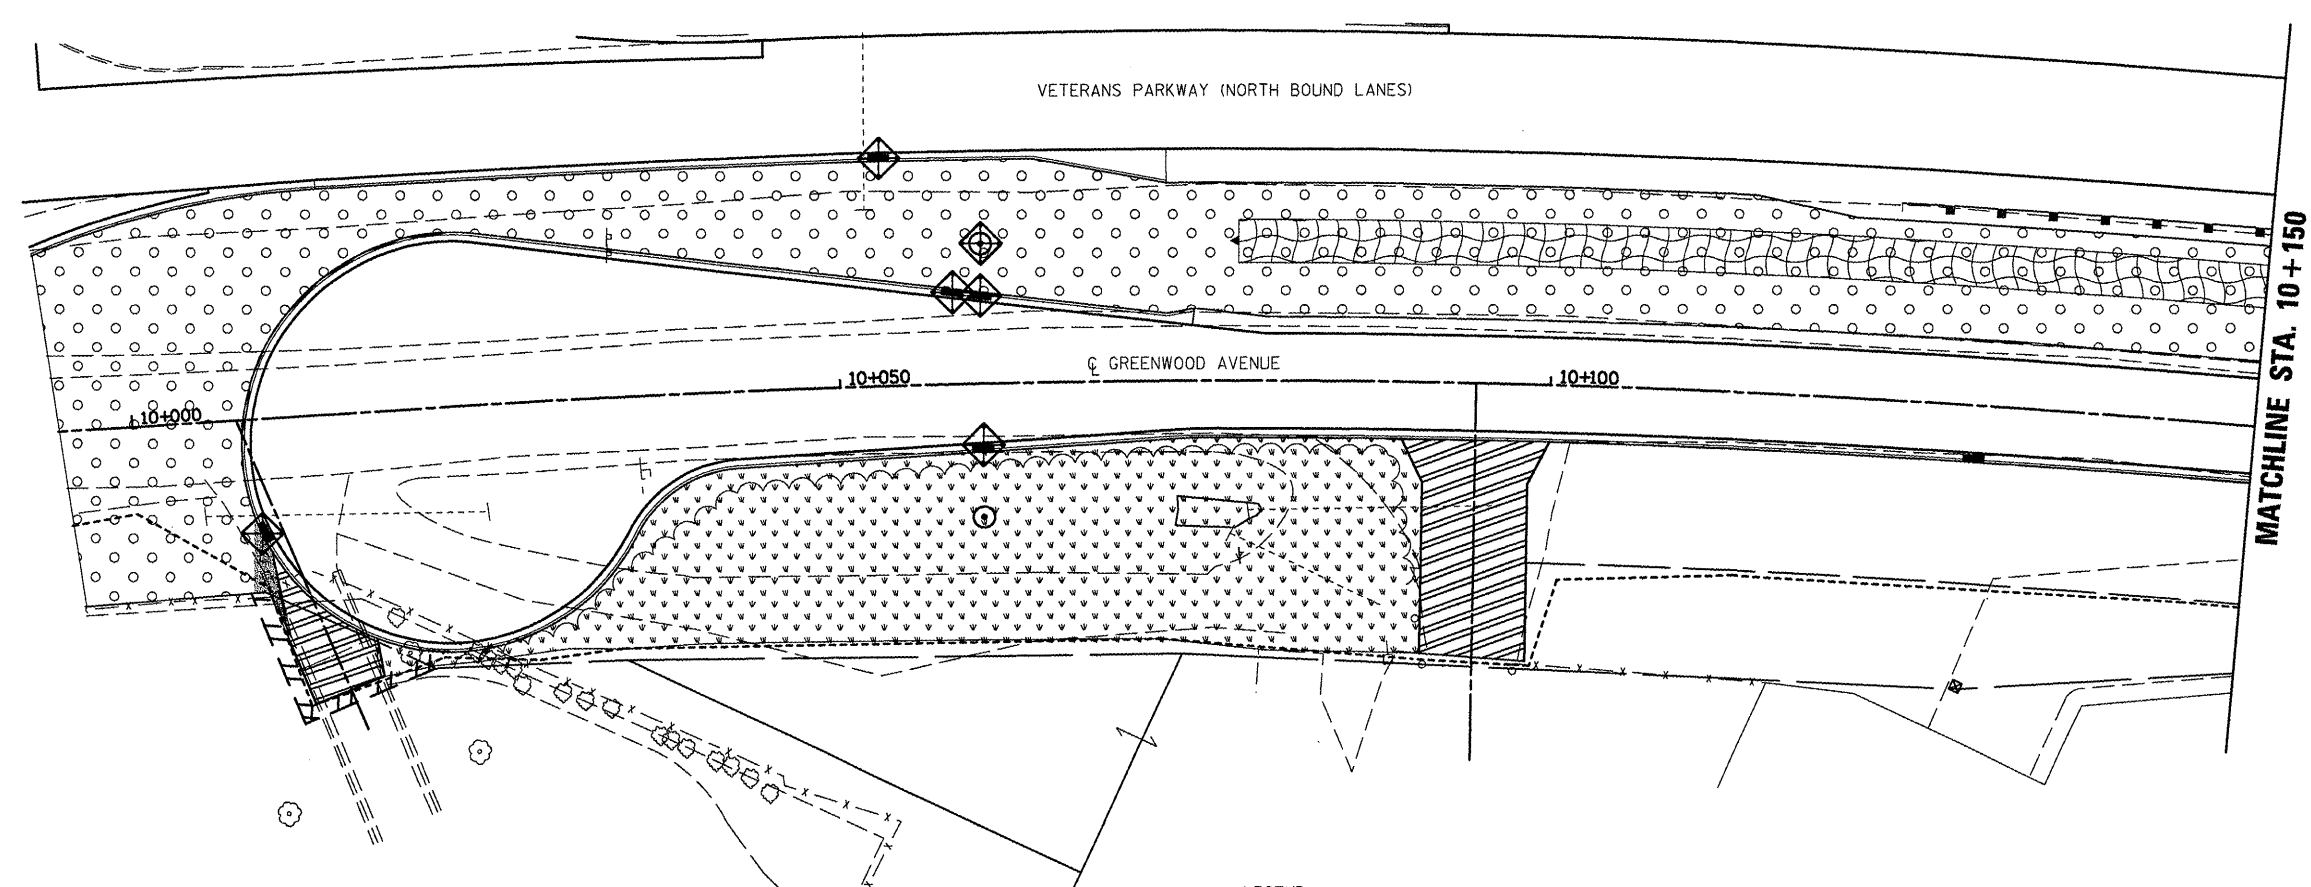 VETERANS PARKWAY (NORTH BOUND LANES)
℄ GREENWOOD AVENUE
10+000
10+050
10+100
MATCHLINE STA. 10+150